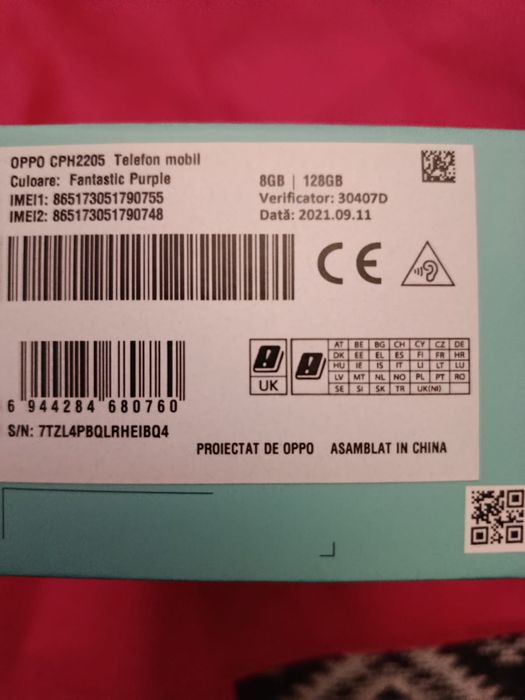 OPPO CPH2205 Telefon mobil
Culoare: Fantastic Purple
8GB | 128GB
IMEI1: 865173051790755
Verificator: 30407D
IMEI2: 865173051790748
Dată: 2021.09.11
CE
AT BE BG CH CY CZ DE
DK EE EL ES FI FR HR
HU IE IS IT LI LT LU
LV MT NL NO PL PT RO
SE SI SK TR UK(NI)
UK
6 944284 680760
S/N: 7TZL4PBQLRHEIBQ4
PROIECTAT DE OPPO ASAMBLAT IN CHINA